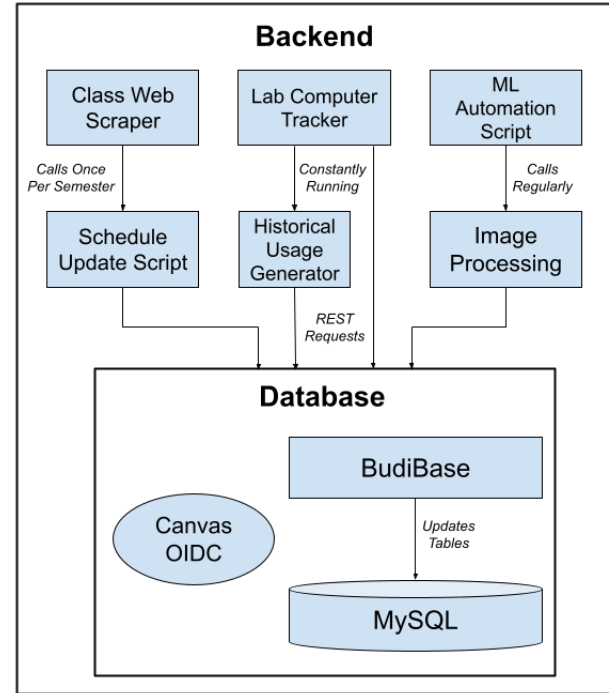 Backend
Class Web
Scraper
Lab Computer
Tracker
ML
Automation
Script
Calls Once
Per Semester
Constantly
Running
Calls
Regularly
Schedule
Update Script
Historical
Usage
Generator
Image
Processing
REST
Requests
Database
BudiBase
Canvas
OIDC
Updates
Tables
MySQL